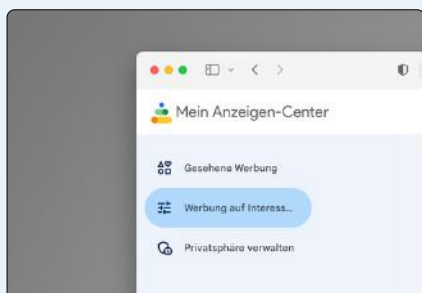 Mein Anzeigen-Center
Gesehene Werbung
Werbung auf Interess...
Privatsphäre verwalten